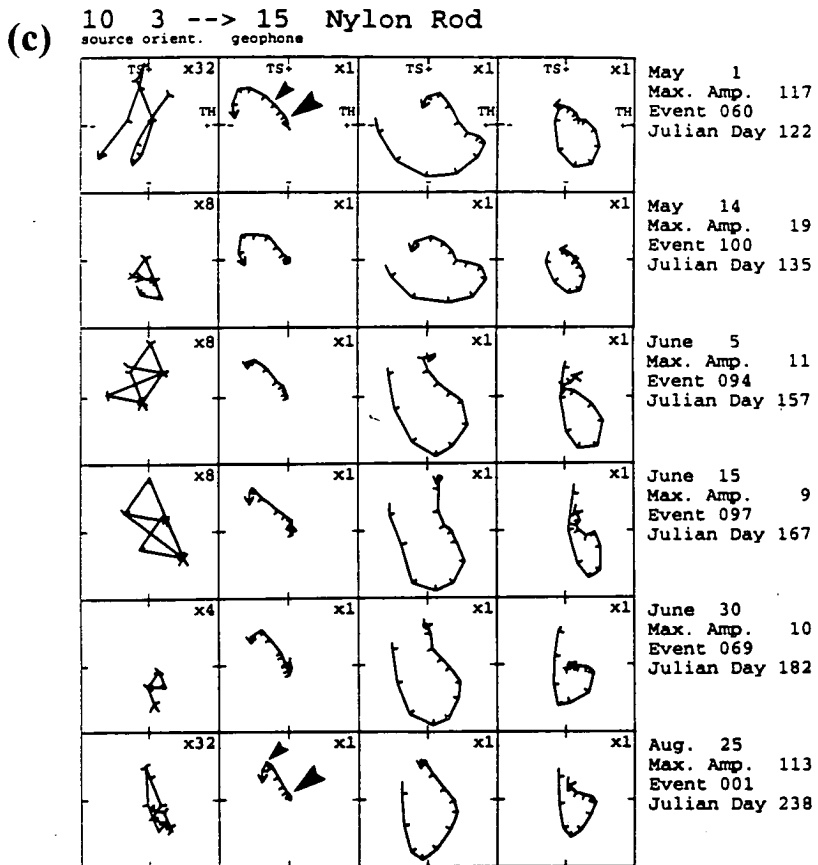 (c)
10 3 --> 15 Nylon Rod
source orient. geophone
TS+ x32 TS+ x1 TS+ x1 TS+ x1
TH TH TH
May 1
Max. Amp. 117
Event 060
Julian Day 122
x8 x1 x1 x1
May 14
Max. Amp. 19
Event 100
Julian Day 135
x8 x1 x1 x1
June 5
Max. Amp. 11
Event 094
Julian Day 157
x8 x1 x1 x1
June 15
Max. Amp. 9
Event 097
Julian Day 167
x4 x1 x1 x1
June 30
Max. Amp. 10
Event 069
Julian Day 182
x32 x1 x1 x1
Aug. 25
Max. Amp. 113
Event 001
Julian Day 238